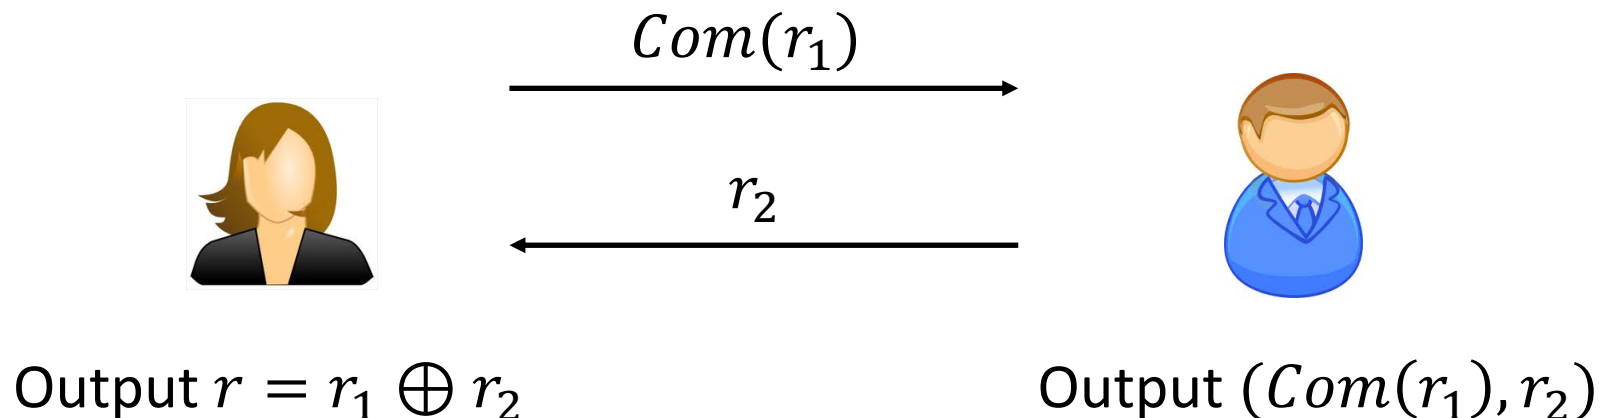 Com(r₁)
r₂
Output r = r₁ ⊕ r₂
Output (Com(r₁), r₂)